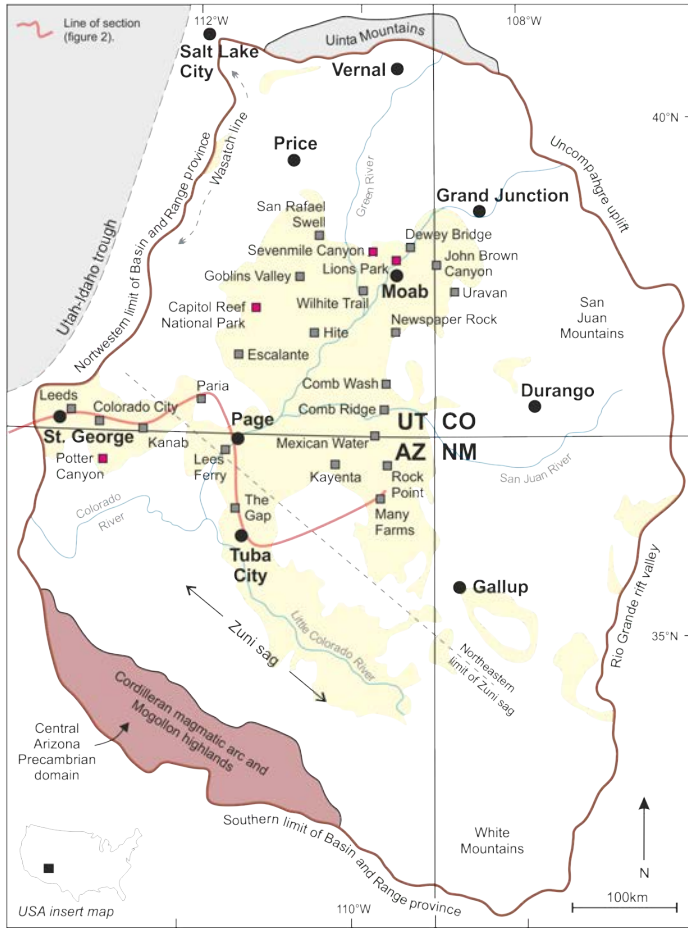 Line of section
(figure 2).
112°W
108°W
Uinta Mountains
Salt Lake
City
Vernal
40°N
Wasatch line
Price
Green River
Uncompahgre uplift
Nortwestern limit of Basin and Range province
Utah-Idaho trough
Grand Junction
San Rafael
Swell
Dewey Bridge
Sevenmile Canyon
John Brown
Canyon
Lions Park
Goblins Valley
Moab
Uravan
Wilhite Trail
Capitol Reef
National Park
San
Juan
Mountains
Hite
Newspaper Rock
Escalante
Comb Wash
Paria
Durango
Leeds
Colorado City
Comb Ridge
Page
UT CO
St. George
Kanab
Mexican Water
AZ NM
Potter
Canyon
Lees
Ferry
Kayenta
Rock
Point
San Juan River
Colorado
River
The
Gap
Many
Farms
Tuba
City
Gallup
Rio Grande rift valley
Zuni sag
Little Colorado River
35°N
Northeastern
limit of Zuni sag
Cordilleran magmatic arc and
Mogollon highlands
Central
Arizona
Precambrian
domain
Southern limit of Basin and Range province
White
Mountains
N
USA insert map
110°W
100km